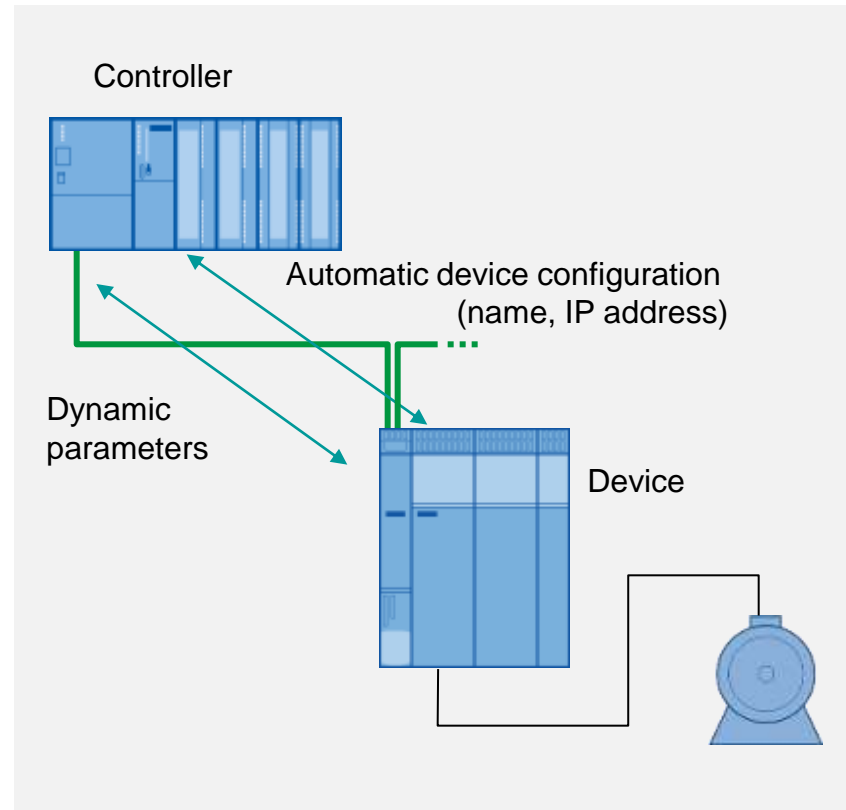 Controller
Automatic device configuration
(name, IP address)
Dynamic
parameters
Device